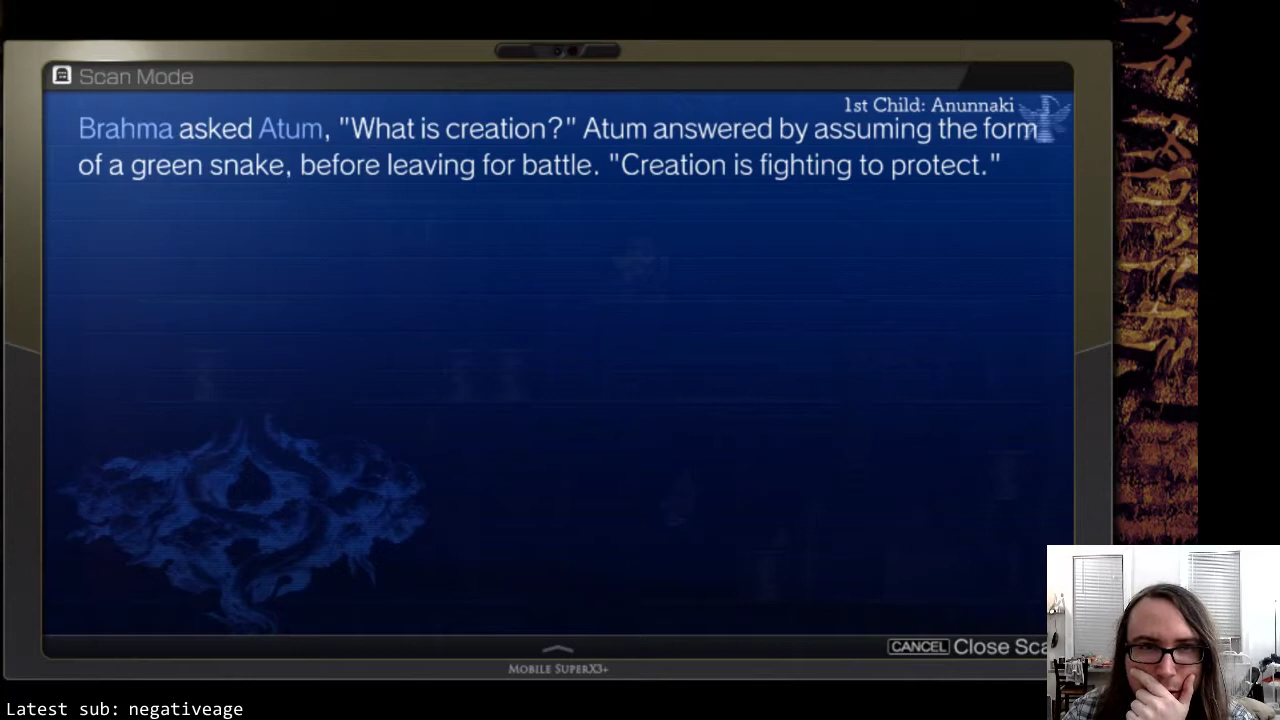 Scan Mode
1st Child: Anunnaki
Brahma asked Atum, "What is creation?" Atum answered by assuming the form
of a green snake, before leaving for battle. "Creation is fighting to protect."
CANCEL Close Sca
MOBILE SUPERX3+
Latest sub: negativeage